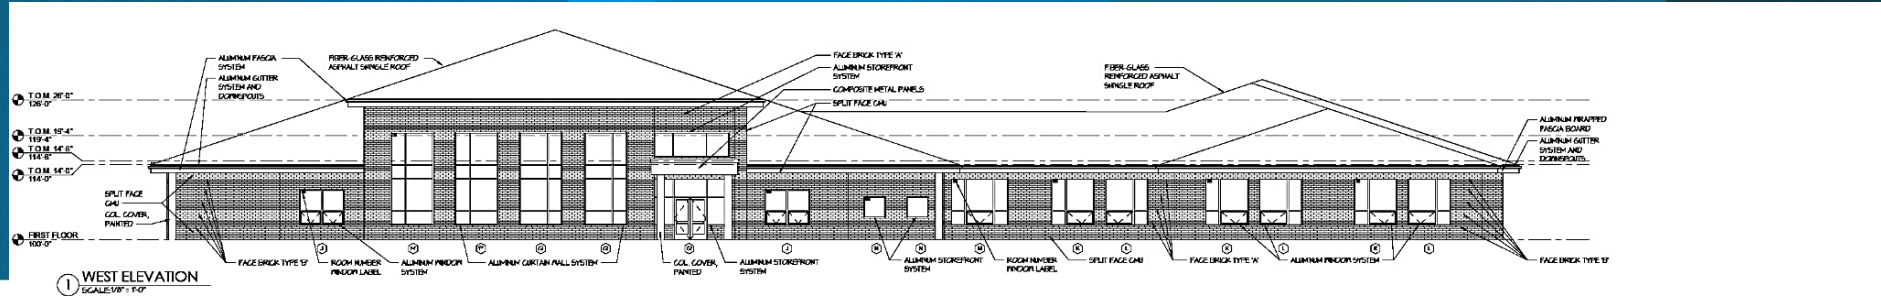 ALUMINUM FASCIA
SYSTEM
ALUMINUM GUTTER
SYSTEM AND
DOWNSPOUTS
FIBER-GLASS REINFORCED
ASPHALT SHINGLE ROOF
FACE BRICK TYPE 'A'
ALUMINUM STOREFRONT
SYSTEM
COMPOSITE METAL PANELS
SPLIT FACE CMU
FIBER-GLASS
REINFORCED ASPHALT
SHINGLE ROOF
ALUMINUM WRAPPED
FASCIA BOARD
ALUMINUM GUTTER
SYSTEM AND
DOWNSPOUTS
T.O.M. 26'-0"
126'-0"
T.O.M. 19'-4"
119'-4"
T.O.M. 14'-8"
114'-8"
T.O.M. 14'-0"
114'-0"
SPLIT FACE
CMU
COL. COVER,
PAINTED
FIRST FLOOR
100'-0"
J
G
G
J
N
N
M
K
L
K
L
K
L
FACE BRICK TYPE 'B'
ROOM NUMBER
WINDOW LABEL
ALUMINUM WINDOW
SYSTEM
ALUMINUM CURTAIN WALL SYSTEM
COL. COVER,
PAINTED
ALUMINUM STOREFRONT
SYSTEM
ALUMINUM STOREFRONT
SYSTEM
ROOM NUMBER
WINDOW LABEL
SPLIT FACE CMU
FACE BRICK TYPE 'A'
ALUMINUM WINDOW SYSTEM
FACE BRICK TYPE 'B'
1 WEST ELEVATION
SCALE: 1/8" = 1'-0"